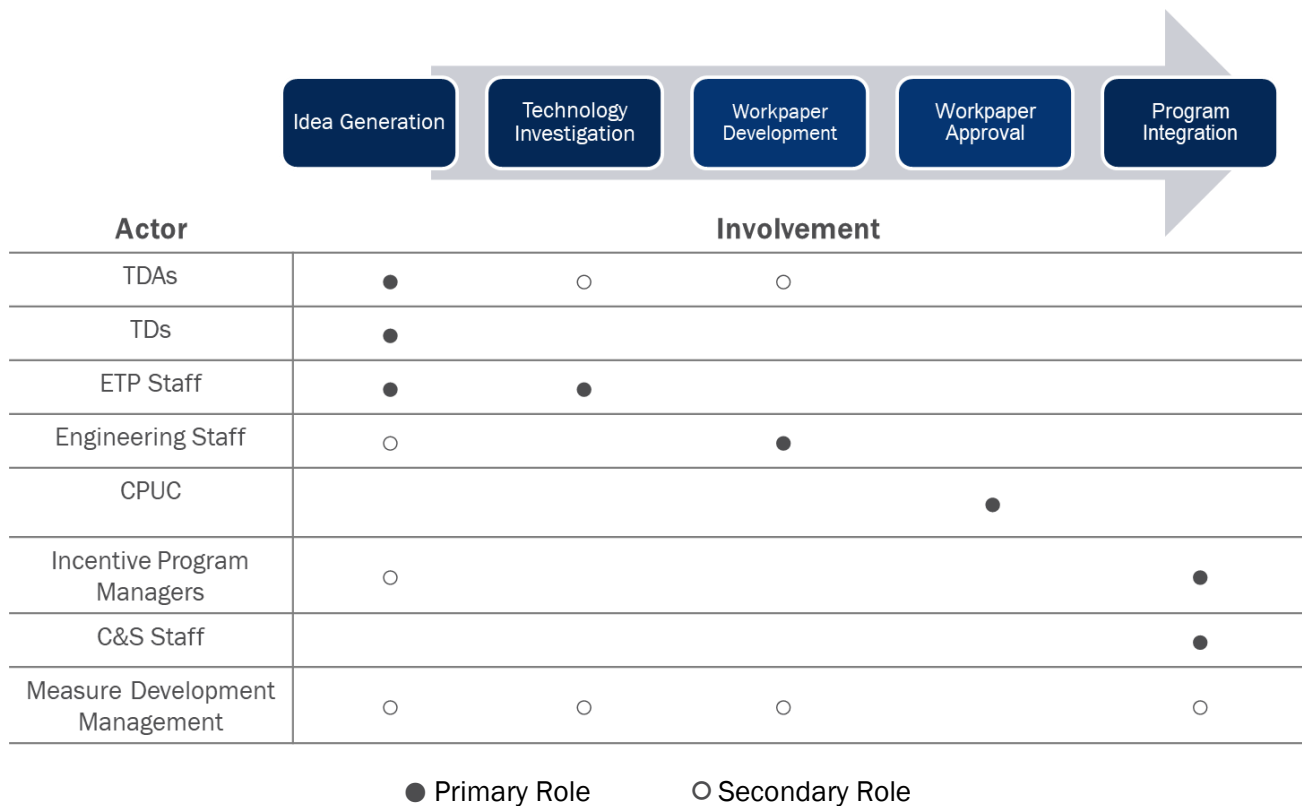 Idea Generation
Technology
Investigation
Workpaper
Development
Workpaper
Approval
Program
Integration
Actor
Involvement
TDAs
TDs
ETP Staff
Engineering Staff
CPUC
Incentive Program
Managers
C&S Staff
Measure Development
Management
Primary Role
Secondary Role